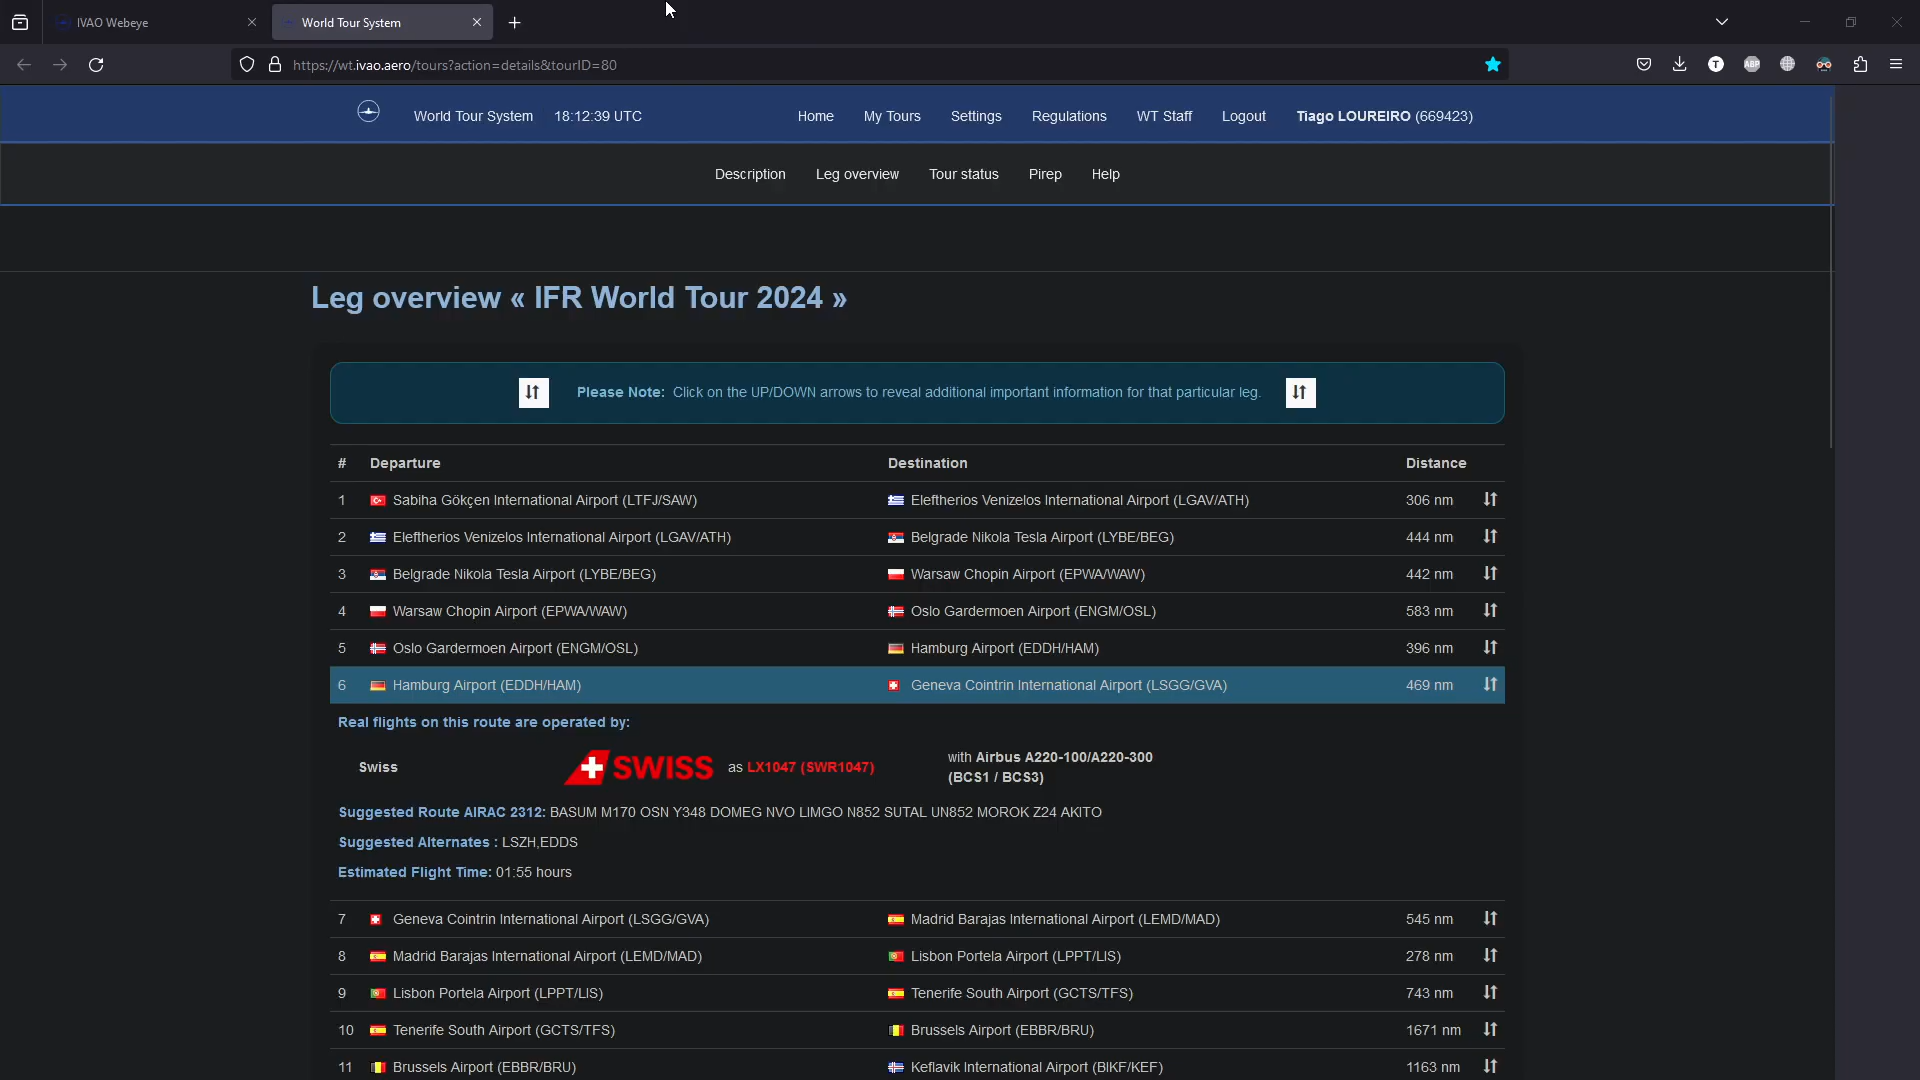 IVAO Webeye
World Tour System
https://wt.ivao.aero/tours?action=details&tourID=80
T
ABP
World Tour System 18:12:39 UTC Home My Tours Settings Regulations WT Staff Logout Tiago LOUREIRO (669423)
Description Leg overview Tour status Pirep Help
Leg overview « IFR World Tour 2024 »
Please Note: Click on the UP/DOWN arrows to reveal additional important information for that particular leg.
# Departure Destination Distance
1 Sabiha Gökçen International Airport (LTFJ/SAW) Eleftherios Venizelos International Airport (LGAV/ATH) 306 nm
2 Eleftherios Venizelos International Airport (LGAV/ATH) Belgrade Nikola Tesla Airport (LYBE/BEG) 444 nm
3 Belgrade Nikola Tesla Airport (LYBE/BEG) Warsaw Chopin Airport (EPWA/WAW) 442 nm
4 Warsaw Chopin Airport (EPWA/WAW) Oslo Gardermoen Airport (ENGM/OSL) 583 nm
5 Oslo Gardermoen Airport (ENGM/OSL) Hamburg Airport (EDDH/HAM) 396 nm
6 Hamburg Airport (EDDH/HAM) Geneva Cointrin International Airport (LSGG/GVA) 469 nm
Real flights on this route are operated by:
Swiss SWISS as LX1047 (SWR1047) with Airbus A220-100/A220-300
(BCS1 / BCS3)
Suggested Route AIRAC 2312: BASUM M170 OSN Y348 DOMEG NVO LIMGO N852 SUTAL UN852 MOROK Z24 AKITO
Suggested Alternates : LSZH,EDDS
Estimated Flight Time: 01:55 hours
7 Geneva Cointrin International Airport (LSGG/GVA) Madrid Barajas International Airport (LEMD/MAD) 545 nm
8 Madrid Barajas International Airport (LEMD/MAD) Lisbon Portela Airport (LPPT/LIS) 278 nm
9 Lisbon Portela Airport (LPPT/LIS) Tenerife South Airport (GCTS/TFS) 743 nm
10 Tenerife South Airport (GCTS/TFS) Brussels Airport (EBBR/BRU) 1671 nm
11 Brussels Airport (EBBR/BRU) Keflavik International Airport (BIKF/KEF) 1163 nm